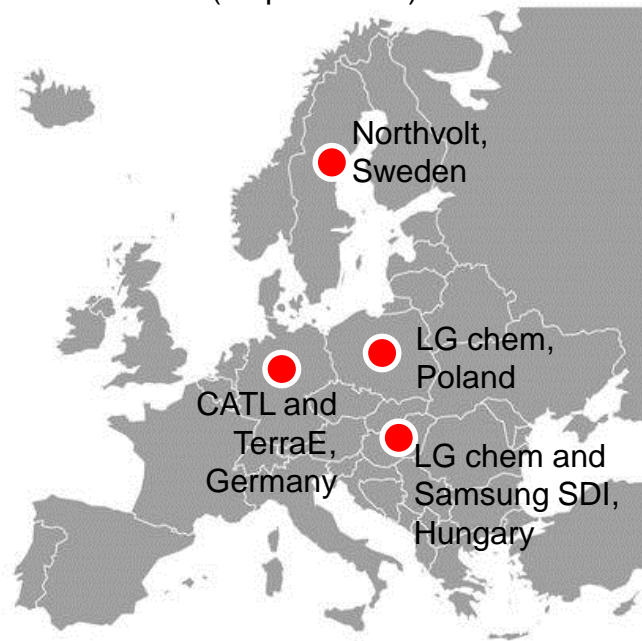 Northvolt,
Sweden
LG chem,
Poland
CATL and
TerraE,
Germany
LG chem and
Samsung SDI,
Hungary